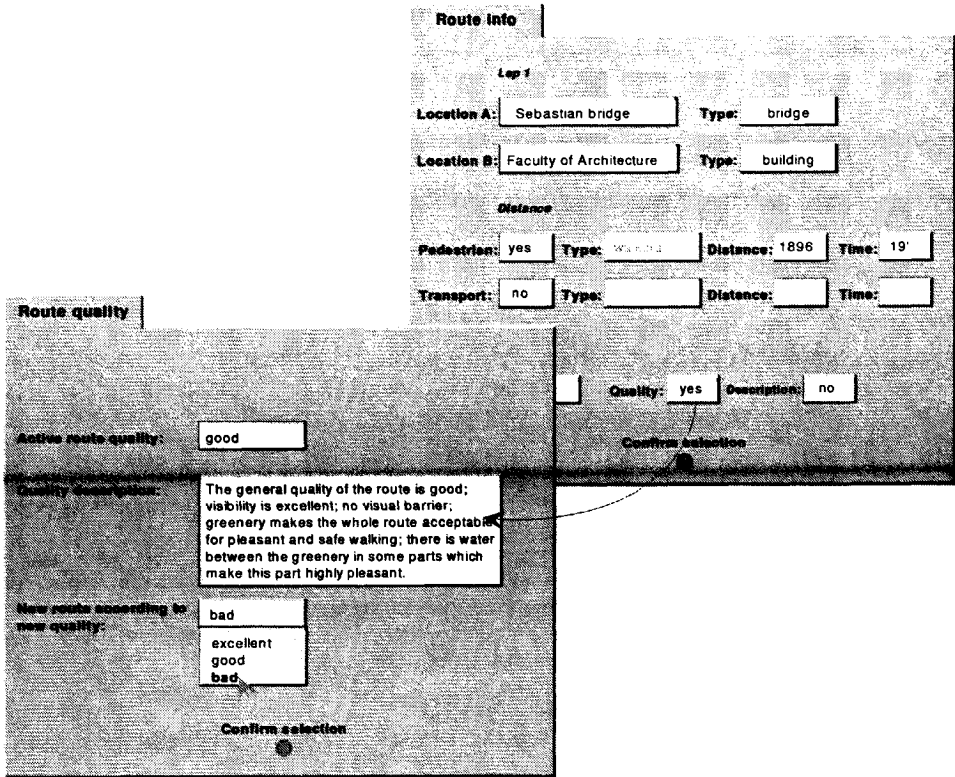 Route info
Lap 1
Location A: Sebastian bridge Type: bridge
Location B: Faculty of Architecture Type: building
Distance
Pedestrian: yes Type: Distance: 1896 Time: 19'
Transport: no Type: Distance: Time:
Quality: yes Description: no
Confirm selection
Route quality
Active route quality: good
Quality description: The general quality of the route is good;
visibility is excellent; no visual barrier;
greenery makes the whole route acceptable
for pleasant and safe walking; there is water
between the greenery in some parts which
make this part highly pleasant.
New route according to
new quality:
bad
excellent
good
bad
Confirm selection